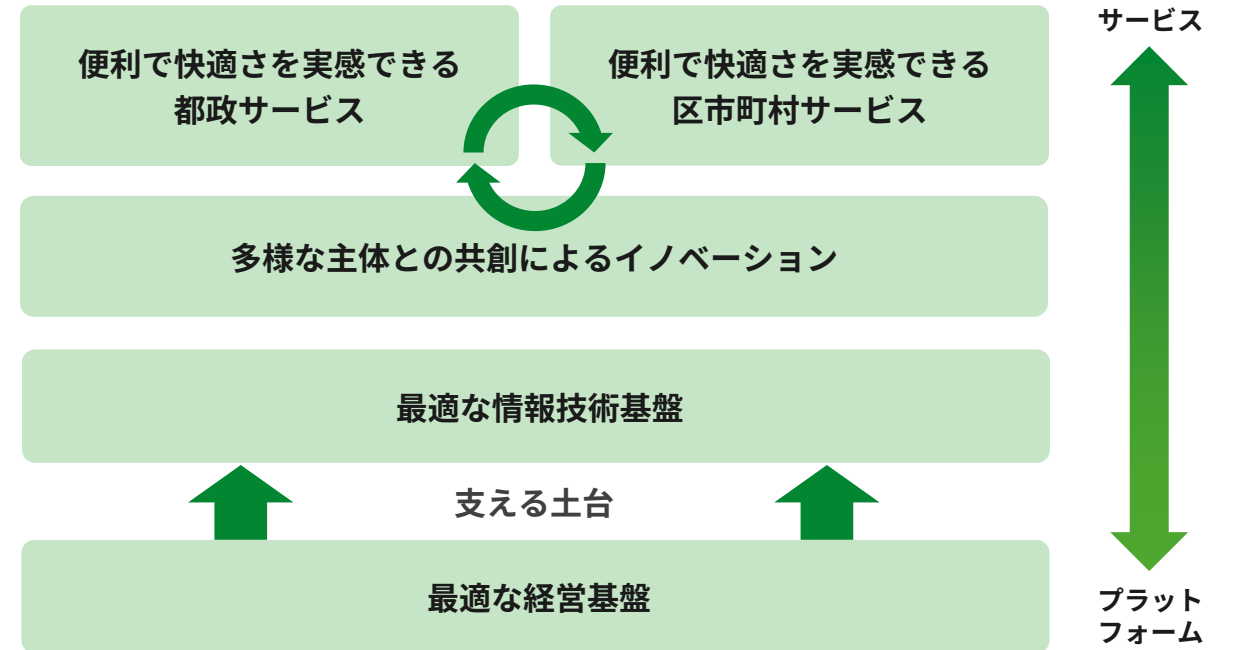 便利で快適さを実感できる
都政サービス
便利で快適さを実感できる
区市町村サービス
多様な主体との共創によるイノベーション
最適な情報技術基盤
支える土台
最適な経営基盤
サービス
プラット
フォーム